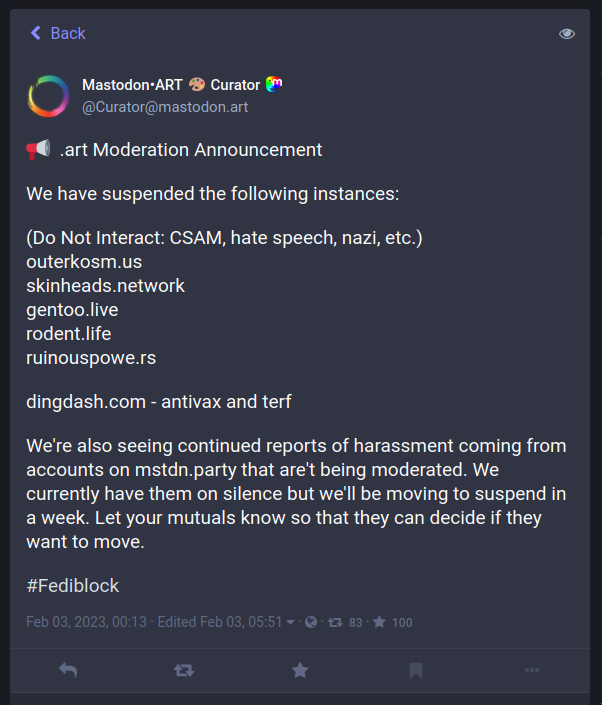 Back
Mastodon•ART 🎨 Curator
@Curator@mastodon.art
📢 .art Moderation Announcement
We have suspended the following instances:
(Do Not Interact: CSAM, hate speech, nazi, etc.)
outerkosm.us
skinheads.network
gentoo.live
rodent.life
ruinouspowe.rs
dingdash.com - antivax and terf
We're also seeing continued reports of harassment coming from
accounts on mstdn.party that are't being moderated. We
currently have them on silence but we'll be moving to suspend in
a week. Let your mutuals know so that they can decide if they
want to move.
#Fediblock
Feb 03, 2023, 00:13 · Edited Feb 03, 05:51 · 83 · 100